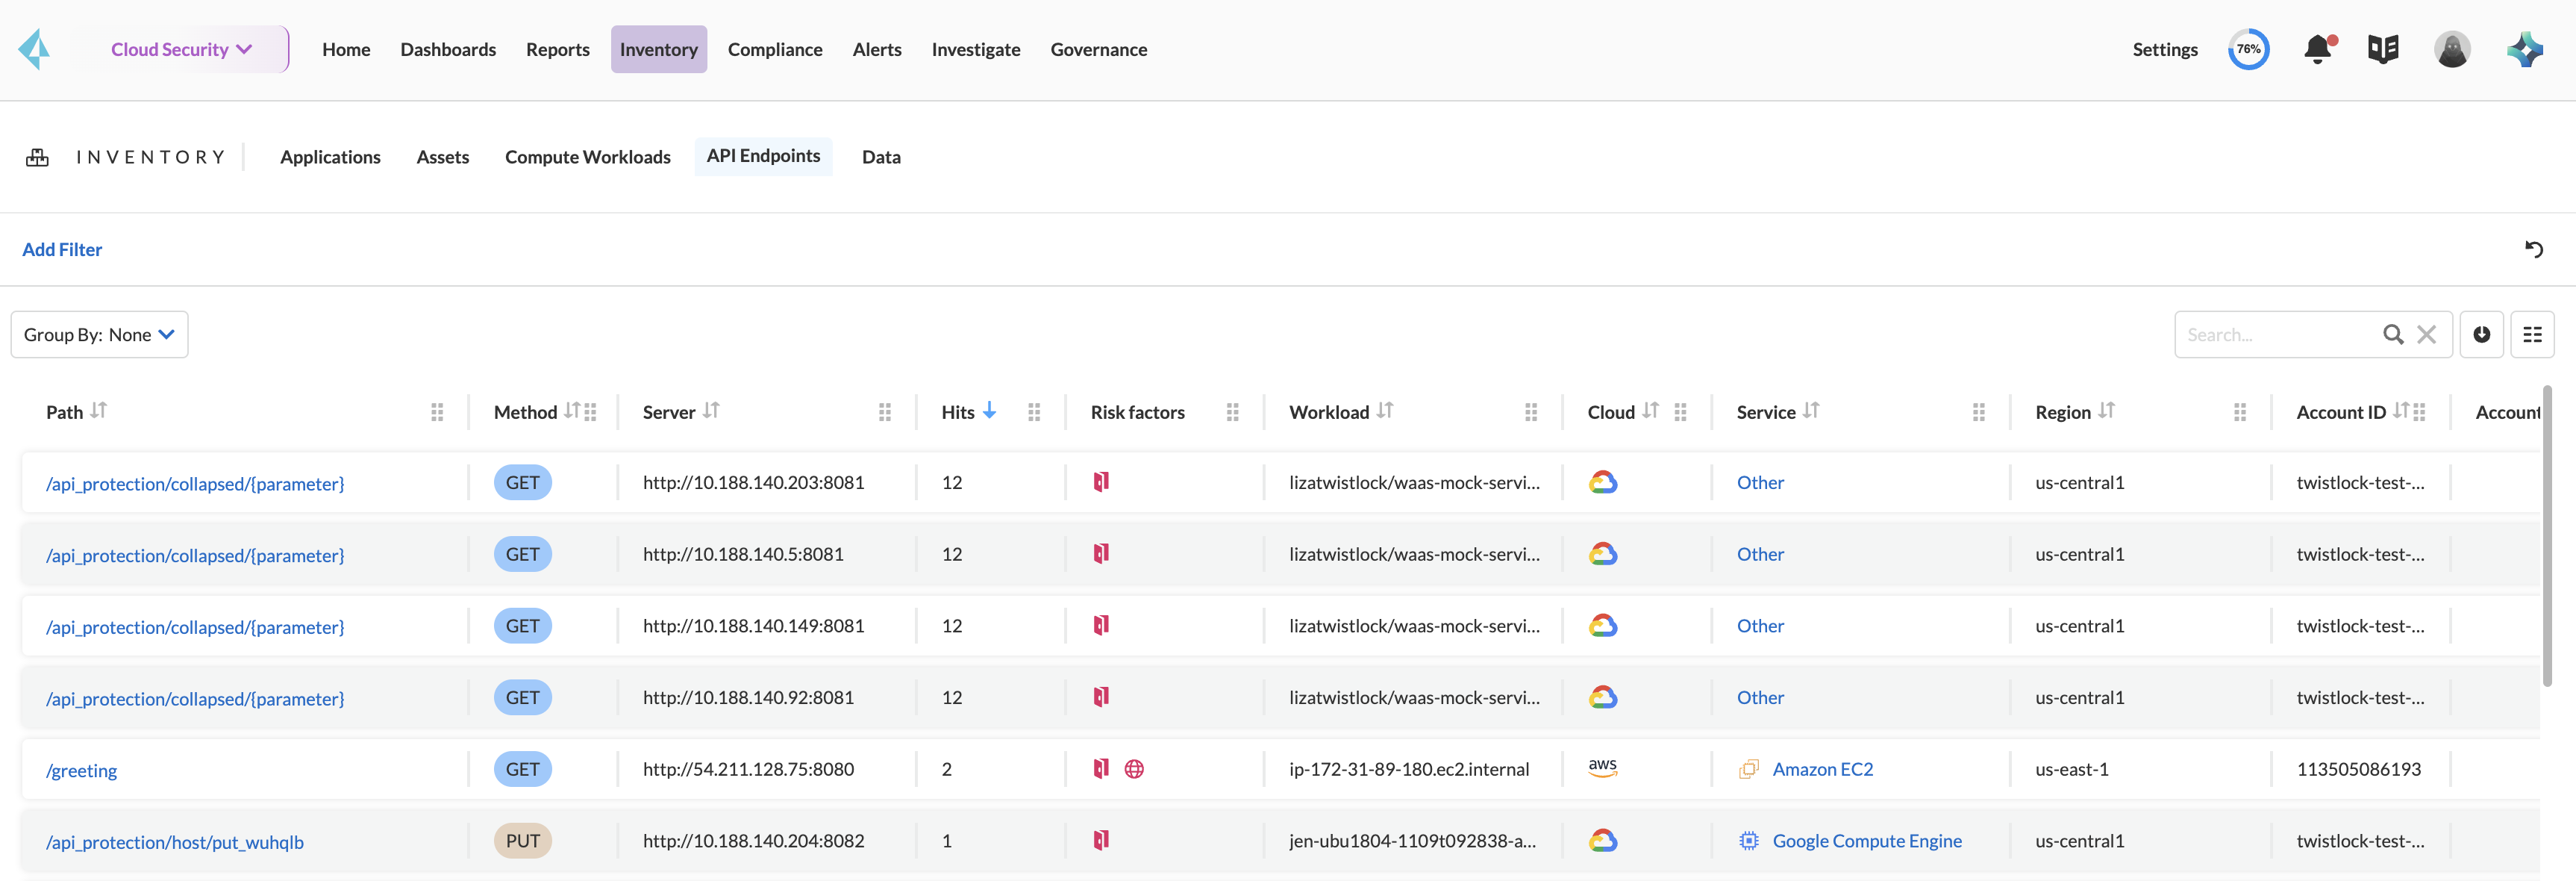 Cloud Security Home Dashboards Reports Inventory Compliance Alerts Investigate Governance Settings 76%
INVENTORY Applications Assets Compute Workloads API Endpoints Data
Add Filter
Group By: None Search...
Path Method Server Hits Risk factors Workload Cloud Service Region Account ID Account
/api_protection/collapsed/{parameter} GET http://10.188.140.203:8081 12 lizatwistlock/waas-mock-servi... Other us-central1 twistlock-test-...
/api_protection/collapsed/{parameter} GET http://10.188.140.5:8081 12 lizatwistlock/waas-mock-servi... Other us-central1 twistlock-test-...
/api_protection/collapsed/{parameter} GET http://10.188.140.149:8081 12 lizatwistlock/waas-mock-servi... Other us-central1 twistlock-test-...
/api_protection/collapsed/{parameter} GET http://10.188.140.92:8081 12 lizatwistlock/waas-mock-servi... Other us-central1 twistlock-test-...
/greeting GET http://54.211.128.75:8080 2 ip-172-31-89-180.ec2.internal aws Amazon EC2 us-east-1 113505086193
/api_protection/host/put_wuhqlb PUT http://10.188.140.204:8082 1 jen-ubu1804-1109t092838-a... Google Compute Engine us-central1 twistlock-test-...